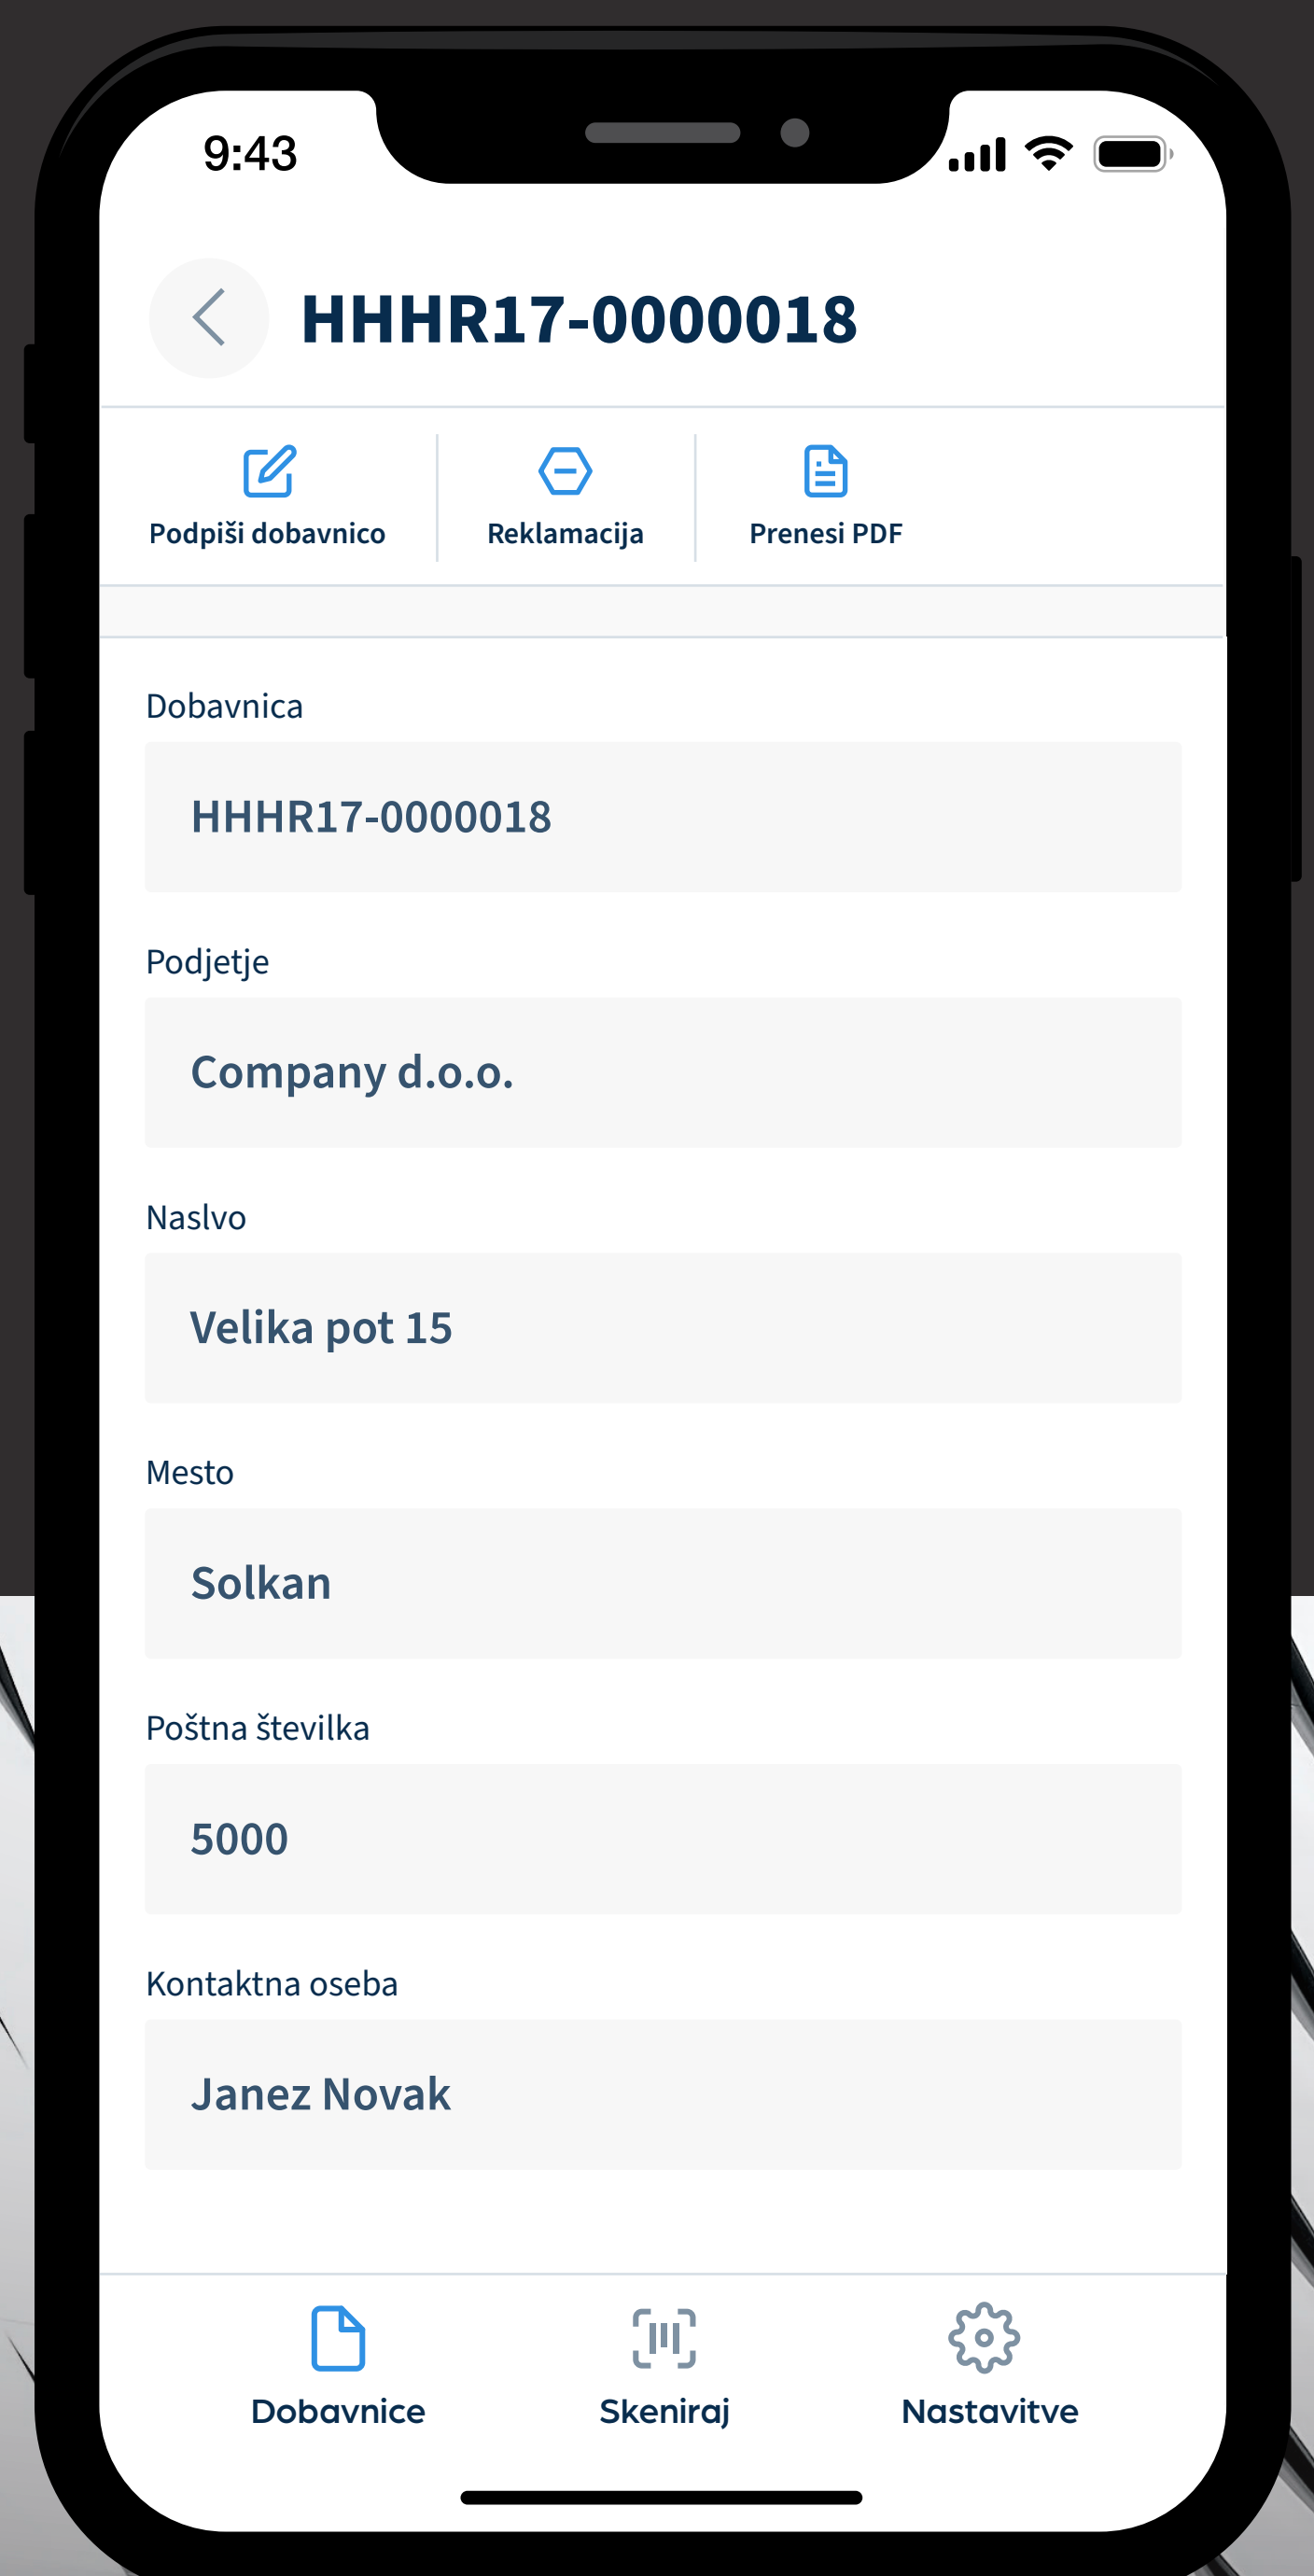 9:43
HHHR17-0000018
Podpiši dobavnico
Reklamacija
Prenesi PDF
Dobavnica
HHHR17-0000018
Podjetje
Company d.o.o.
Naslvo
Velika pot 15
Mesto
Solkan
Poštna številka
5000
Kontaktna oseba
Janez Novak
Dobavnice
Skeniraj
Nastavitve